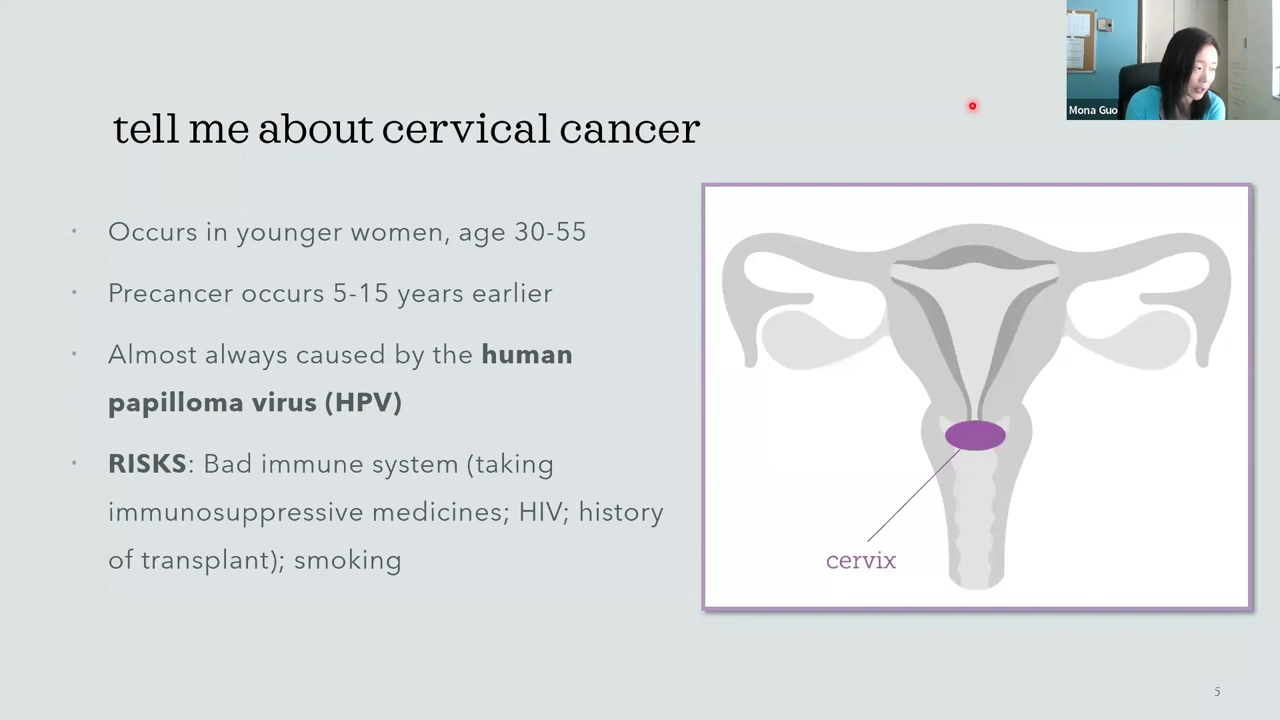 Mona Guo
tell me about cervical cancer
• Occurs in younger women, age 30-55
• Precancer occurs 5-15 years earlier
• Almost always caused by the human
papilloma virus (HPV)
• RISKS: Bad immune system (taking
immunosuppressive medicines; HIV; history
of transplant); smoking
cervix
5